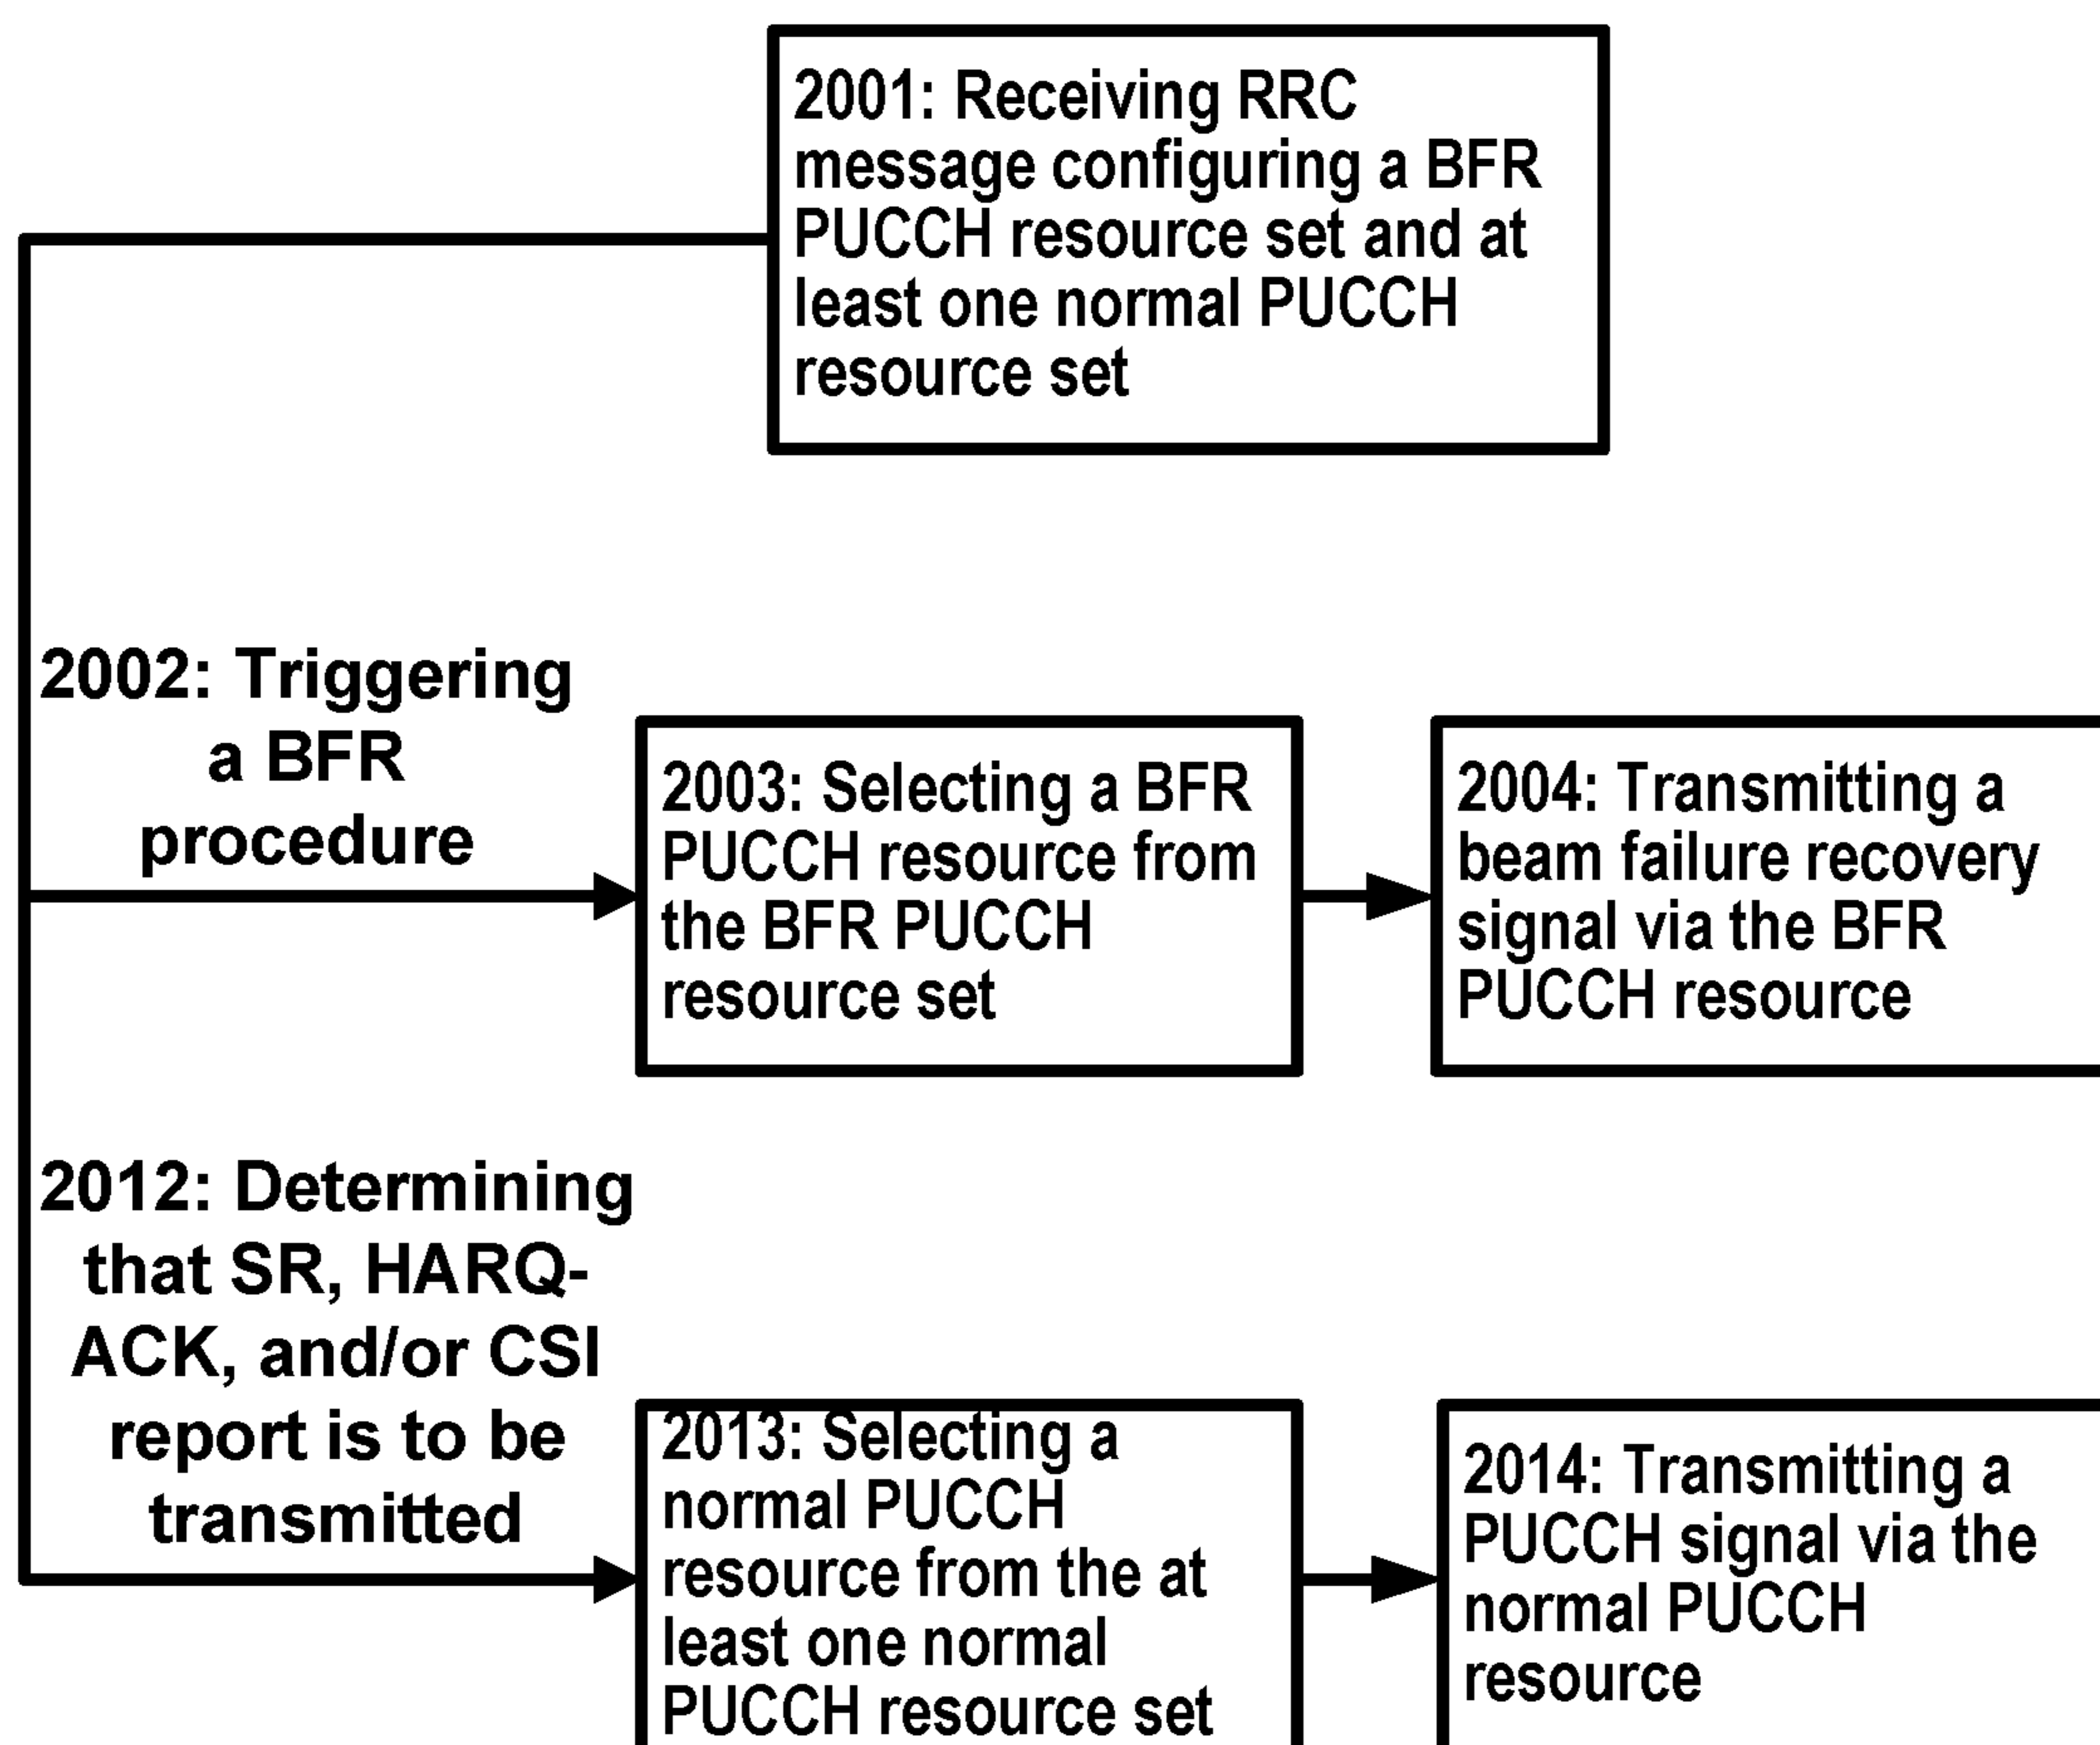 2001: Receiving RRC
message configuring a BFR
PUCCH resource set and at
least one normal PUCCH
resource set
2002: Triggering
a BFR
procedure
2003: Selecting a BFR
PUCCH resource from
the BFR PUCCH
resource set
2004: Transmitting a
beam failure recovery
signal via the BFR
PUCCH resource
2012: Determining
that SR, HARQ-
ACK, and/or CSI
report is to be
transmitted
2013: Selecting a
normal PUCCH
resource from the at
least one normal
PUCCH resource set
2014: Transmitting a
PUCCH signal via the
normal PUCCH
resource